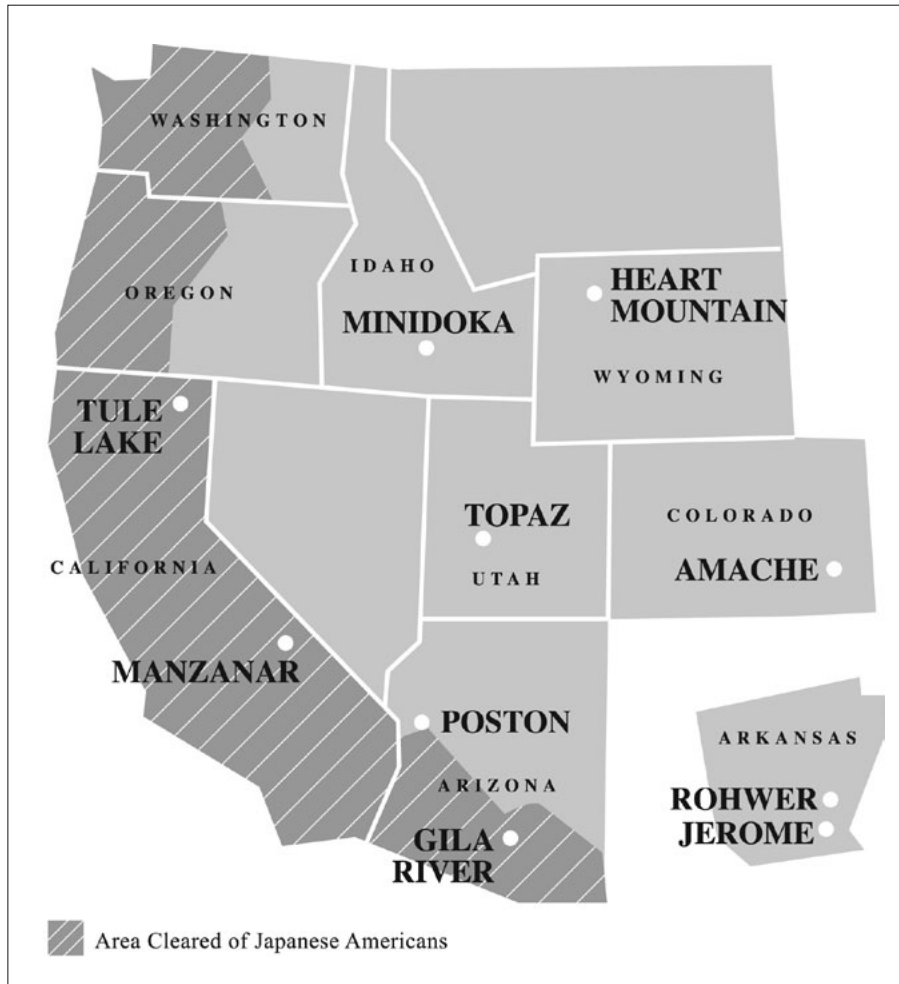 WASHINGTON
OREGON
IDAHO
MINIDOKA
HEART
MOUNTAIN
WYOMING
TULE
LAKE
CALIFORNIA
TOPAZ
UTAH
COLORADO
AMACHE
MANZANAR
POSTON
ARIZONA
GILA
RIVER
ARKANSAS
ROHWER
JEROME
Area Cleared of Japanese Americans